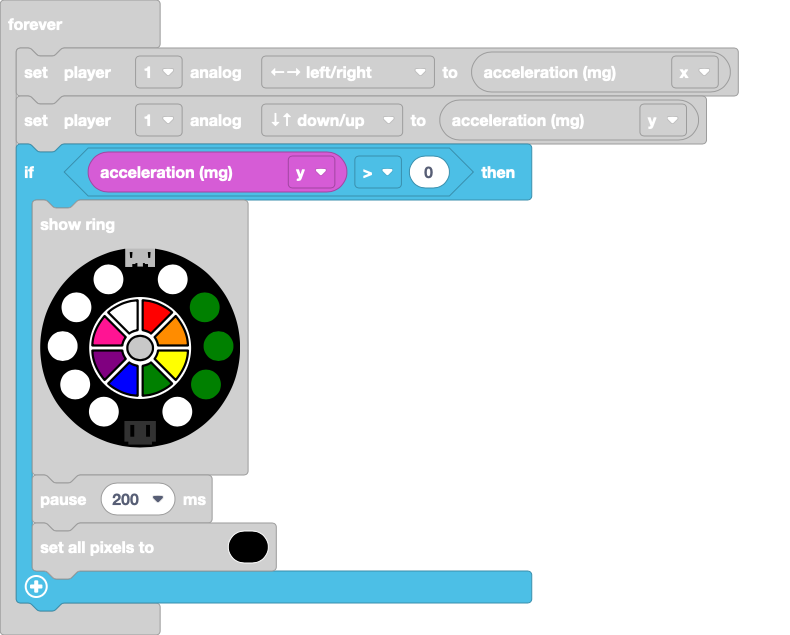 forever
set player 1 analog ←→ left/right to acceleration (mg) x
set player 1 analog ↓↑ down/up to acceleration (mg) y
if acceleration (mg) y > 0 then
show ring
pause 200 ms
set all pixels to